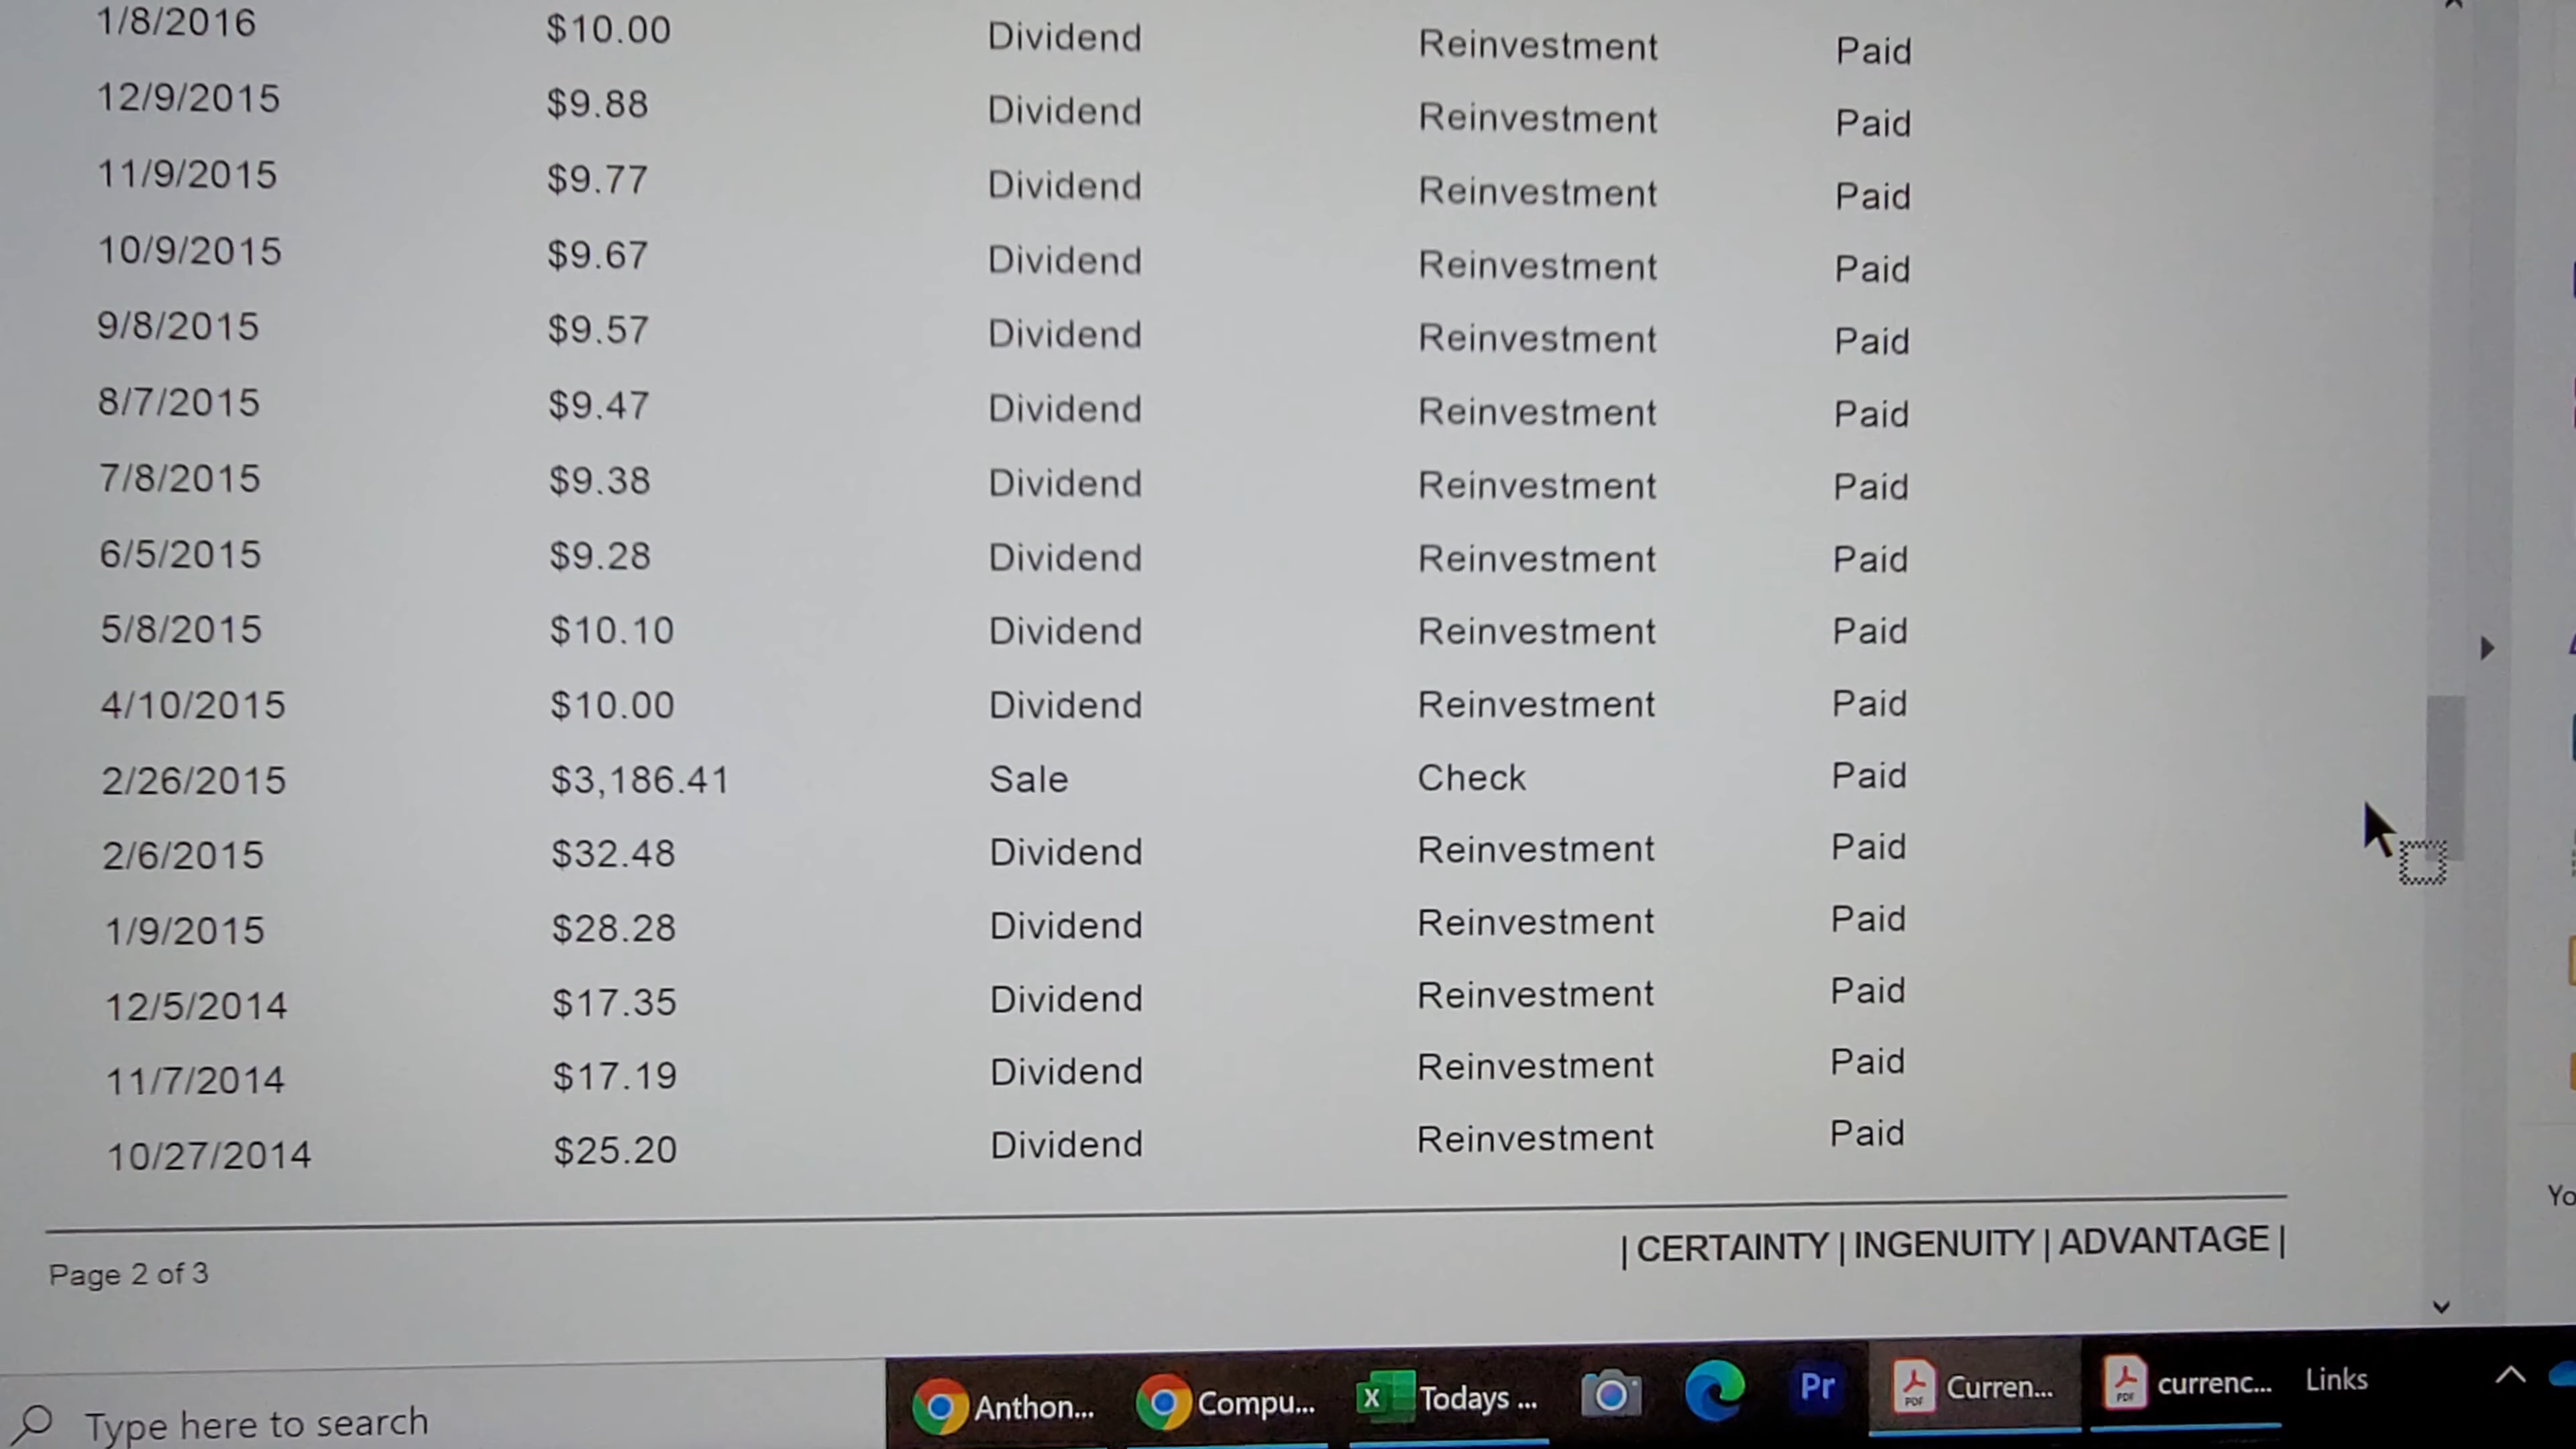 1/8/2016 $10.00 Dividend Reinvestment Paid
12/9/2015 $9.88 Dividend Reinvestment Paid
11/9/2015 $9.77 Dividend Reinvestment Paid
10/9/2015 $9.67 Dividend Reinvestment Paid
9/8/2015 $9.57 Dividend Reinvestment Paid
8/7/2015 $9.47 Dividend Reinvestment Paid
7/8/2015 $9.38 Dividend Reinvestment Paid
6/5/2015 $9.28 Dividend Reinvestment Paid
5/8/2015 $10.10 Dividend Reinvestment Paid
4/10/2015 $10.00 Dividend Reinvestment Paid
2/26/2015 $3,186.41 Sale Check Paid
2/6/2015 $32.48 Dividend Reinvestment Paid
1/9/2015 $28.28 Dividend Reinvestment Paid
12/5/2014 $17.35 Dividend Reinvestment Paid
11/7/2014 $17.19 Dividend Reinvestment Paid
10/27/2014 $25.20 Dividend Reinvestment Paid
Yo
| CERTAINTY | INGENUITY | ADVANTAGE |
Page 2 of 3
Type here to search Anthon... Compu... Todays ... Pr Curren... currenc... Links